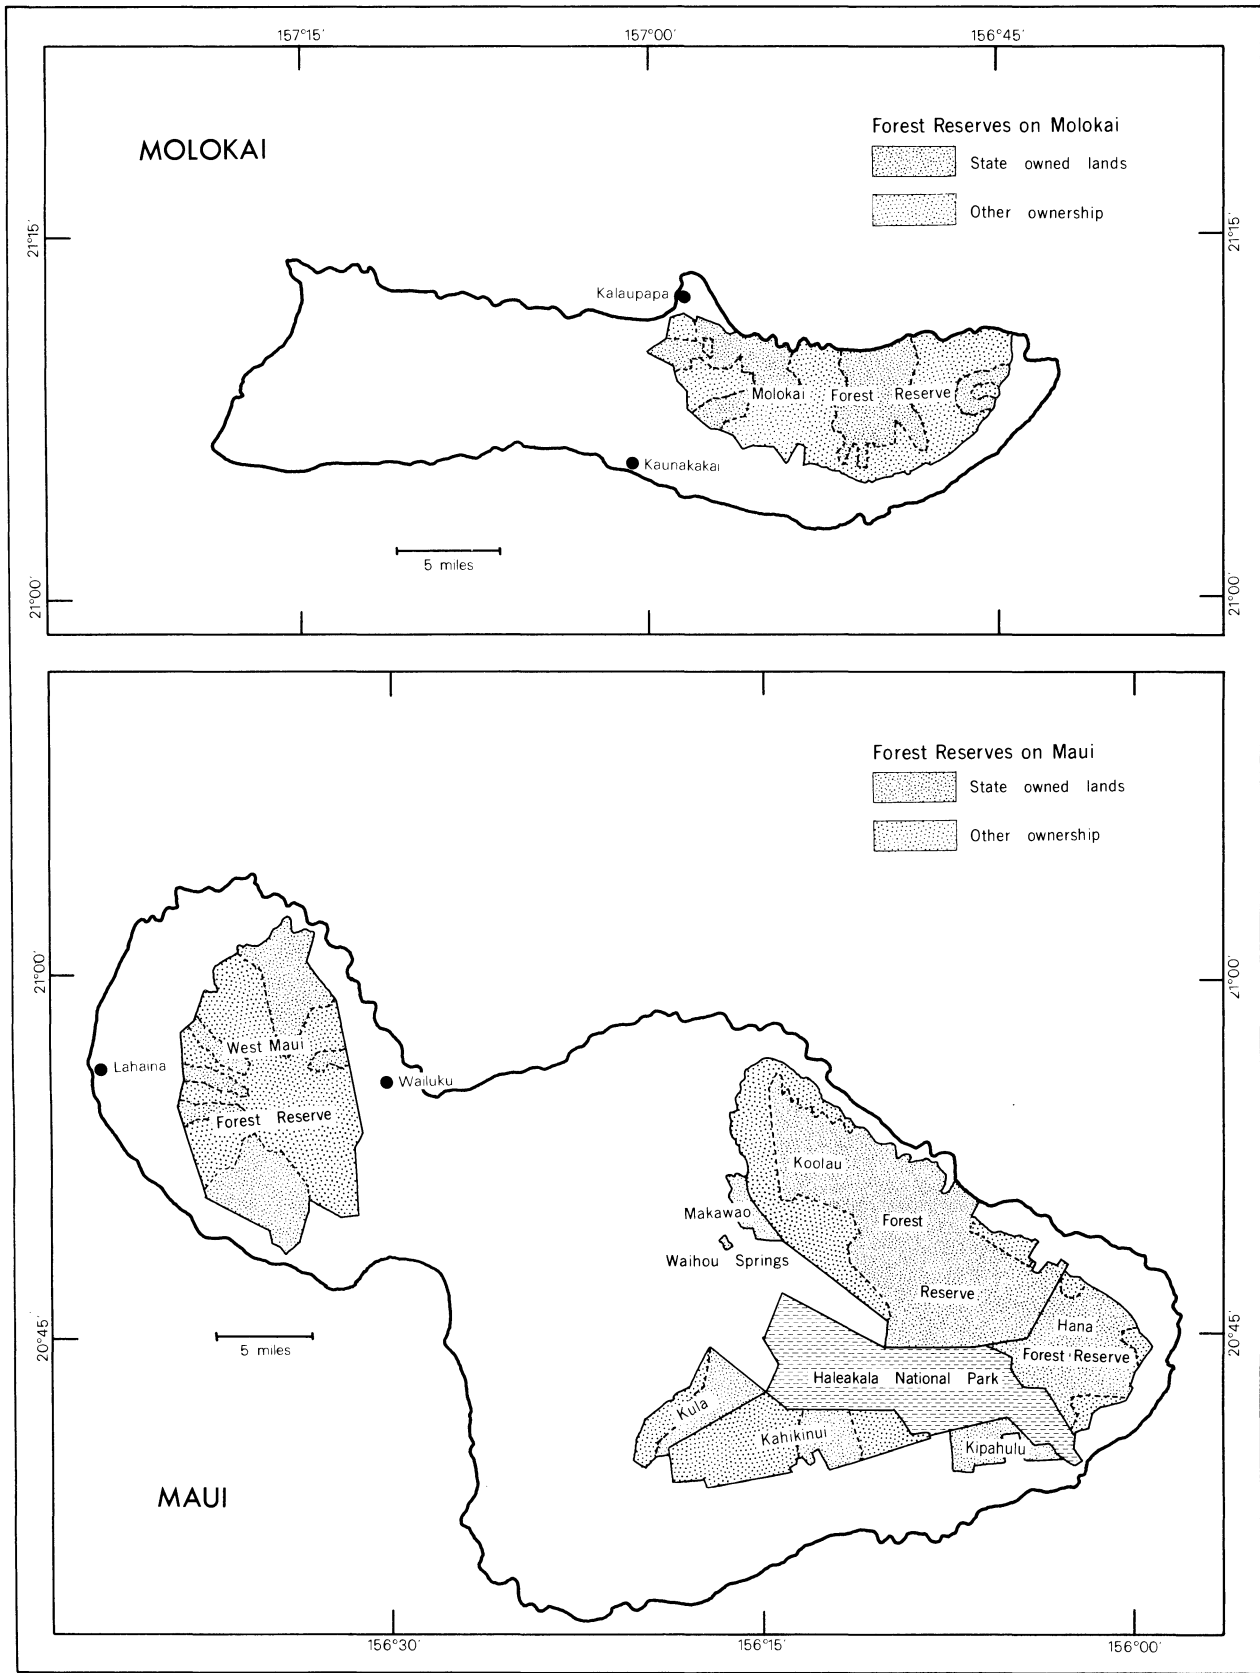 157°15'
157°00'
156°45'
MOLOKAI
Forest Reserves on Molokai
State owned lands
Other ownership
21°15'
21°15'
Kalaupapa
Molokai Forest Reserve
Kaunakakai
5 miles
21°00'
21°00'
Forest Reserves on Maui
State owned lands
Other ownership
21°00'
21°00'
West Maui
Forest Reserve
Lahaina
Wailuku
Koolau
Forest
Reserve
Makawao
Waihou Springs
Hana
Forest Reserve
Haleakala National Park
20°45'
20°45'
5 miles
Kula
Kahikinui
Kipahulu
MAUI
156°30'
156°15'
156°00'